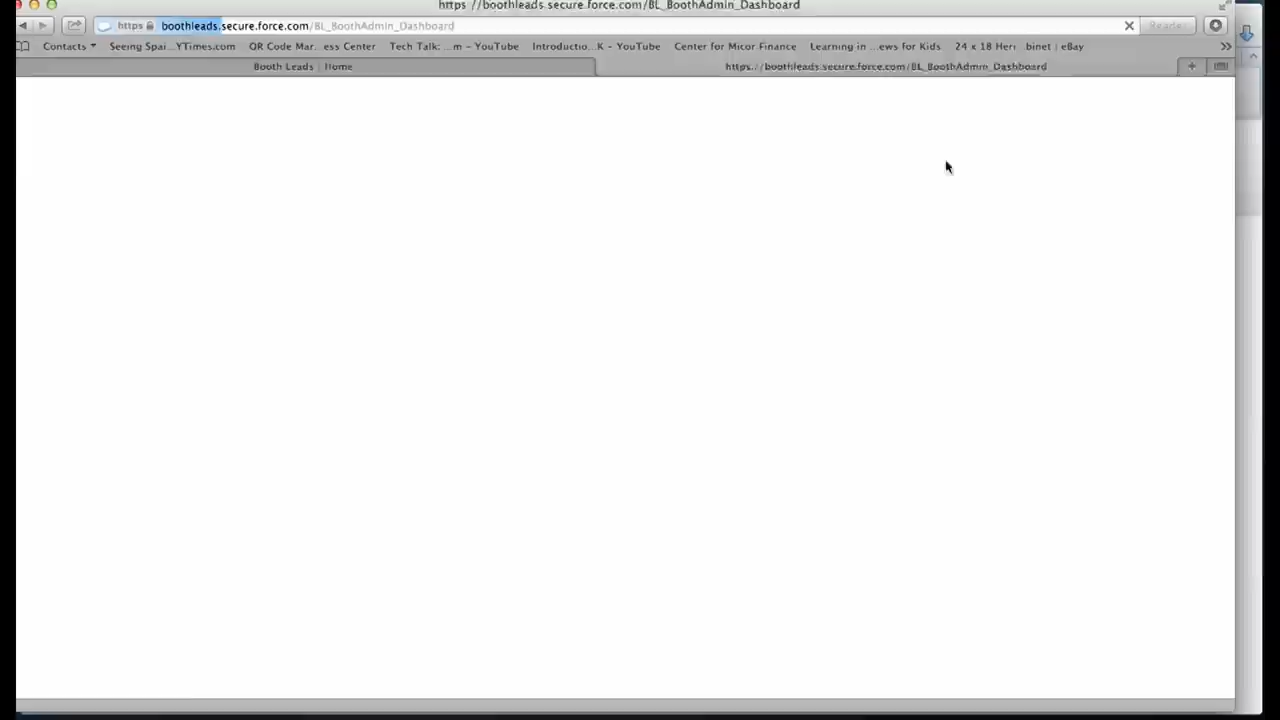 https://boothleads.secure.force.com/BL_BoothAdmin_Dashboard
https boothleads.secure.force.com/BL_BoothAdmin_Dashboard Reader
Contacts Seeing Spai...YTimes.com QR Code Mar...ess Center Tech Talk: ...m - YouTube Introductio...K - YouTube Center for Micor Finance Learning in ...ews for Kids 24 x 18 Herr binet | eBay
Booth Leads | Home https://boothleads.secure.force.com/BL_BoothAdmin_Dashboard